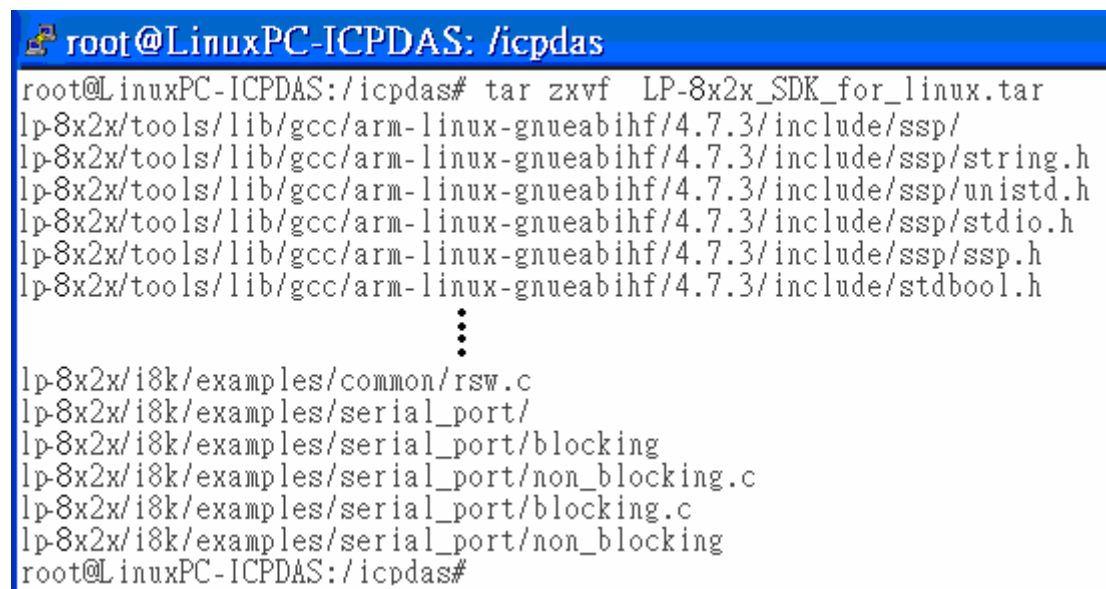 root@LinuxPC-ICPDAS: /icpdas
root@LinuxPC-ICPDAS:/icpdas# tar zxvf  LP-8x2x_SDK_for_linux.tar
lp-8x2x/tools/lib/gcc/arm-linux-gnueabihf/4.7.3/include/ssp/
lp-8x2x/tools/lib/gcc/arm-linux-gnueabihf/4.7.3/include/ssp/string.h
lp-8x2x/tools/lib/gcc/arm-linux-gnueabihf/4.7.3/include/ssp/unistd.h
lp-8x2x/tools/lib/gcc/arm-linux-gnueabihf/4.7.3/include/ssp/stdio.h
lp-8x2x/tools/lib/gcc/arm-linux-gnueabihf/4.7.3/include/ssp/ssp.h
lp-8x2x/tools/lib/gcc/arm-linux-gnueabihf/4.7.3/include/stdbool.h
lp-8x2x/i8k/examples/common/rsw.c
lp-8x2x/i8k/examples/serial_port/
lp-8x2x/i8k/examples/serial_port/blocking
lp-8x2x/i8k/examples/serial_port/non_blocking.c
lp-8x2x/i8k/examples/serial_port/blocking.c
lp-8x2x/i8k/examples/serial_port/non_blocking
root@LinuxPC-ICPDAS:/icpdas#